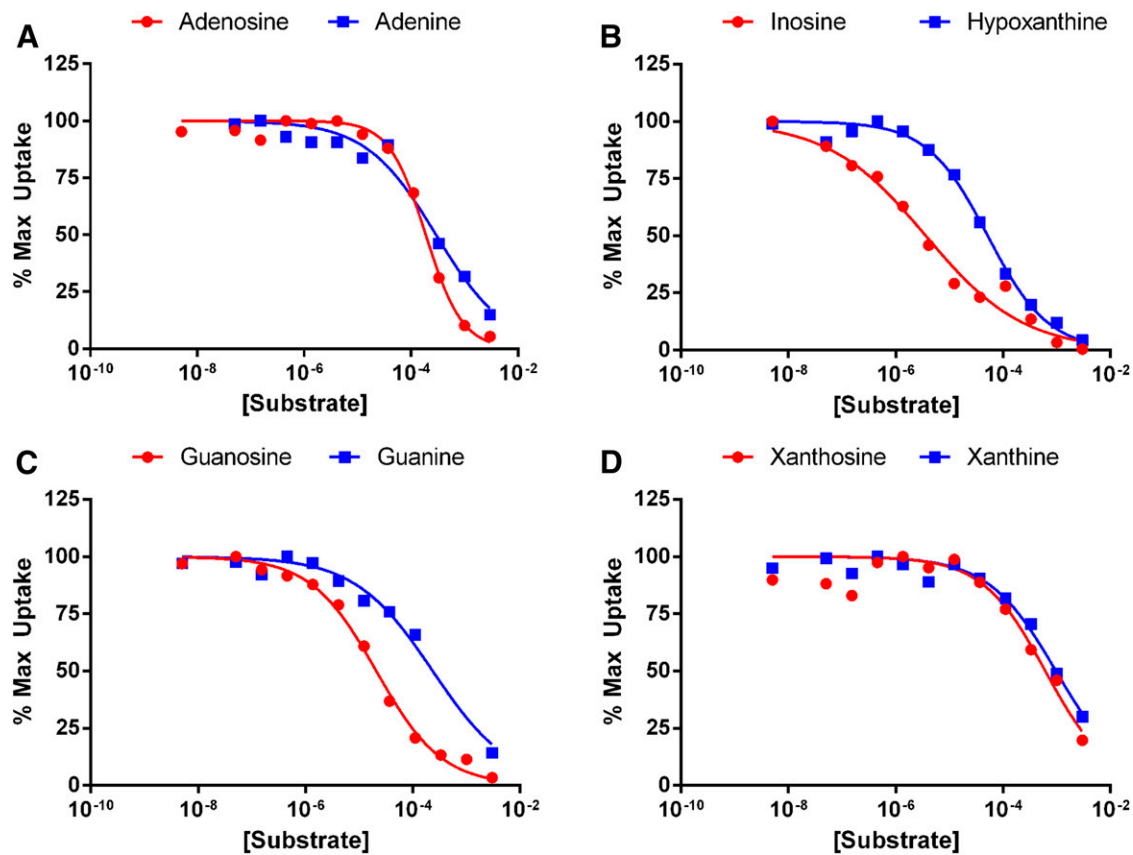 A
Adenosine Adenine
125
100
75
50
25
0
% Max Uptake
10⁻¹⁰ 10⁻⁸ 10⁻⁶ 10⁻⁴ 10⁻²
[Substrate]
B
Inosine Hypoxanthine
125
100
75
50
25
0
% Max Uptake
10⁻¹⁰ 10⁻⁸ 10⁻⁶ 10⁻⁴ 10⁻²
[Substrate]
C
Guanosine Guanine
125
100
75
50
25
0
% Max Uptake
10⁻¹⁰ 10⁻⁸ 10⁻⁶ 10⁻⁴ 10⁻²
[Substrate]
D
Xanthosine Xanthine
125
100
75
50
25
0
% Max Uptake
10⁻¹⁰ 10⁻⁸ 10⁻⁶ 10⁻⁴ 10⁻²
[Substrate]